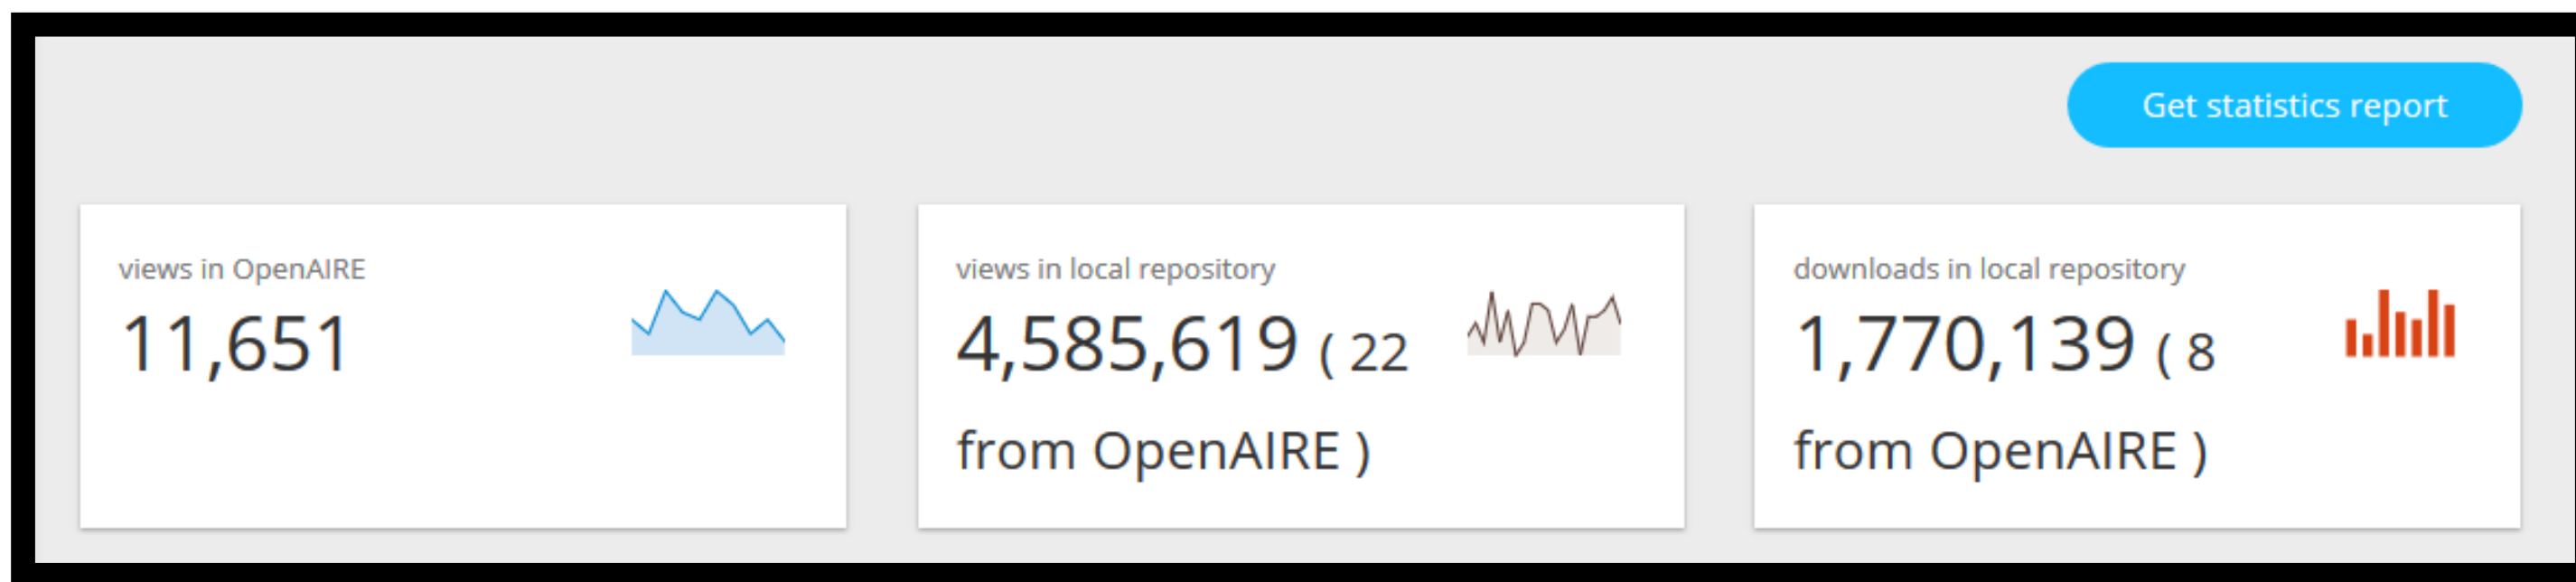 Get statistics report
views in OpenAIRE
11,651
views in local repository
4,585,619 ( 22
from OpenAIRE )
downloads in local repository
1,770,139 ( 8
from OpenAIRE )